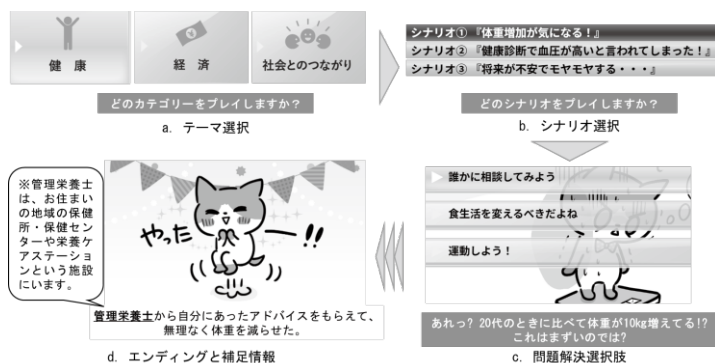 健 康
経 済
社会とのつながり
どのカテゴリーをプレイしますか？
a. テーマ選択
シナリオ① 『体重増加が気になる！』
シナリオ② 『健康診断で血圧が高いと言われてしまった！』
シナリオ③ 『将来が不安でモヤモヤする・・・』
どのシナリオをプレイしますか？
b. シナリオ選択
誰かに相談してみよう
食生活を変えるべきだよね
運動しよう！
あれっ? 20代のときに比べて体重が10kg増えてる!?
これはまずいのでは?
c. 問題解決選択肢
※管理栄養士
は、お住まい
の地域の保健
所・保健セン
ターや栄養ケ
アステーショ
ンという施設
にいます。
やったー!!
管理栄養士から自分にあったアドバイスをもらえて、
無理なく体重を減らせた。
d. エンディングと補足情報